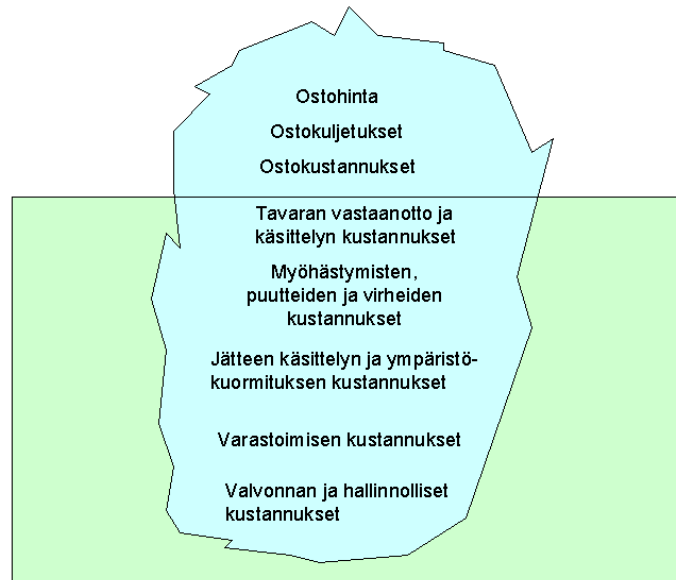 Ostohinta
Ostokuljetukset
Ostokustannukset
Tavaran vastaanotto ja
käsittelyn kustannukset
Myöhästymisten,
puutteiden ja virheiden
kustannukset
Jätteen käsittelyn ja ympäristö-
kuormituksen kustannukset
Varastoimisen kustannukset
Valvonnan ja hallinnolliset
kustannukset